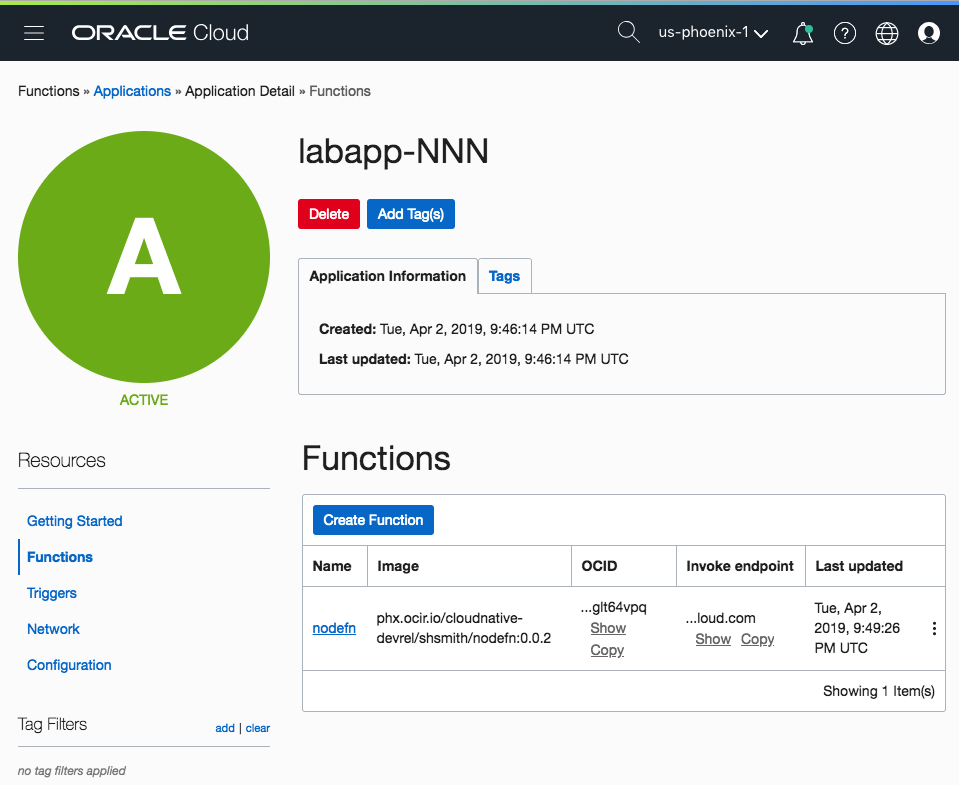 ORACLE Cloud
us-phoenix-1
?
Functions » Applications » Application Detail » Functions
A
ACTIVE
labapp-NNN
Delete
Add Tag(s)
Application Information
Tags
Created: Tue, Apr 2, 2019, 9:46:14 PM UTC
Last updated: Tue, Apr 2, 2019, 9:46:14 PM UTC
Resources
Getting Started
Functions
Triggers
Network
Configuration
Tag Filters
add | clear
no tag filters applied
Functions
Create Function
Name
Image
OCID
Invoke endpoint
Last updated
nodefn
phx.ocir.io/cloudnative-
devrel/shsmith/nodefn:0.0.2
...glt64vpq
Show
Copy
...loud.com
Show Copy
Tue, Apr 2,
2019, 9:49:26
PM UTC
Showing 1 Item(s)